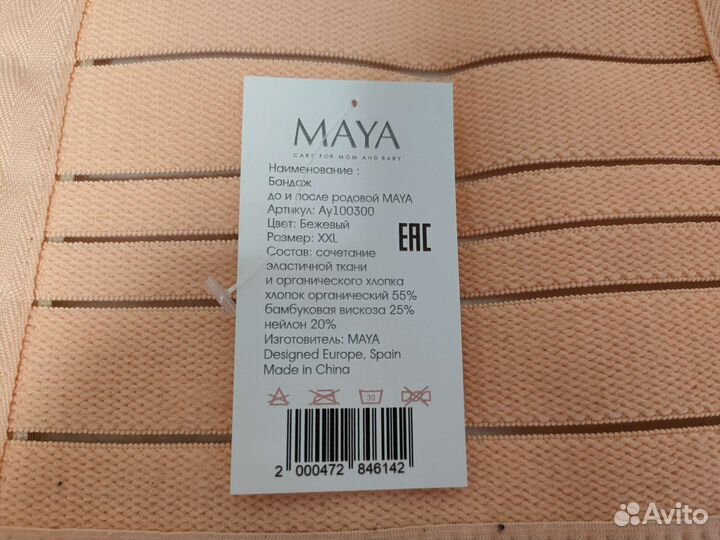 MAYA
CARE FOR MOM AND BABY
Наименование :
Бандаж
до и после родовой MAYA
Артикул: Ay100300
Цвет: Бежевый
Размер: XXL
EAC
Состав: сочетание
эластичной ткани
и органического хлопка
хлопок органический 55%
бамбуковая вискоза 25%
нейлон 20%
Изготовитель: MAYA
Designed Europe, Spain
Made in China
30
2 000472 846142
Avito